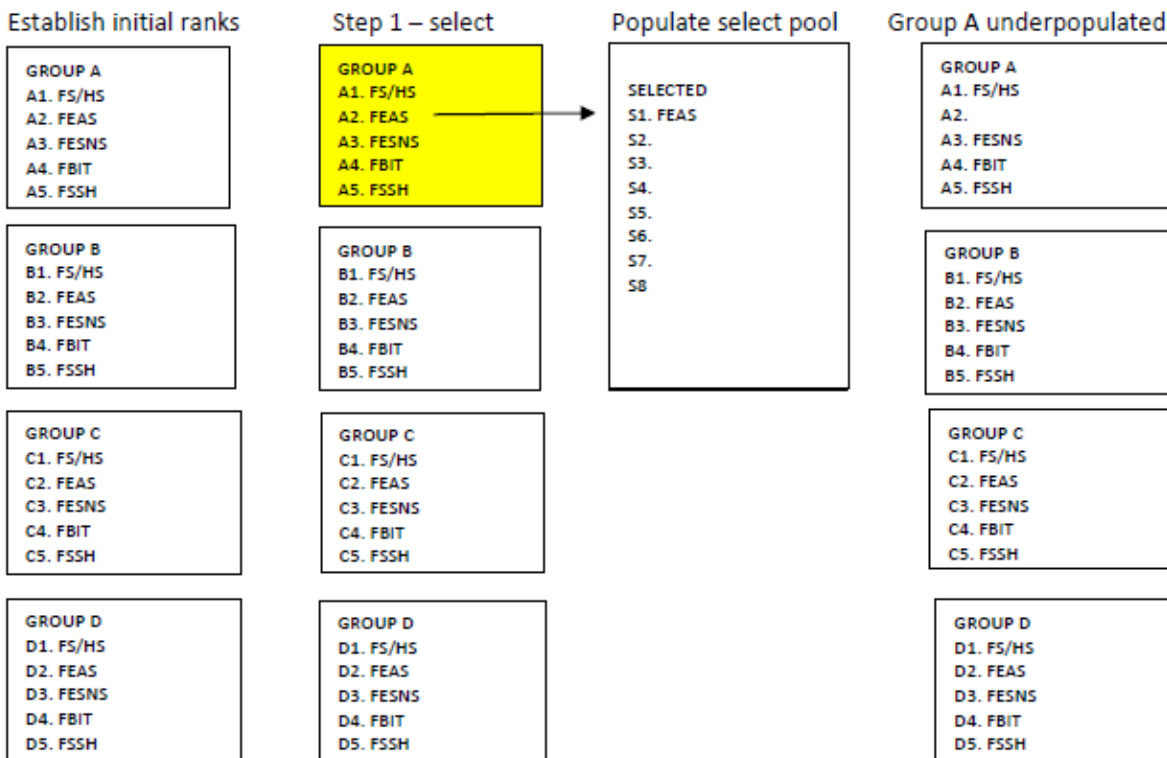 Establish initial ranks
GROUP A
A1. FS/HS
A2. FEAS
A3. FESNS
A4. FBIT
A5. FSSH
GROUP B
B1. FS/HS
B2. FEAS
B3. FESNS
B4. FBIT
B5. FSSH
GROUP C
C1. FS/HS
C2. FEAS
C3. FESNS
C4. FBIT
C5. FSSH
GROUP D
D1. FS/HS
D2. FEAS
D3. FESNS
D4. FBIT
D5. FSSH
Step 1 – select
GROUP A
A1. FS/HS
A2. FEAS
A3. FESNS
A4. FBIT
A5. FSSH
GROUP B
B1. FS/HS
B2. FEAS
B3. FESNS
B4. FBIT
B5. FSSH
GROUP C
C1. FS/HS
C2. FEAS
C3. FESNS
C4. FBIT
C5. FSSH
GROUP D
D1. FS/HS
D2. FEAS
D3. FESNS
D4. FBIT
D5. FSSH
Populate select pool
SELECTED
S1. FEAS
S2.
S3.
S4.
S5.
S6.
S7.
S8
Group A underpopulated
GROUP A
A1. FS/HS
A2.
A3. FESNS
A4. FBIT
A5. FSSH
GROUP B
B1. FS/HS
B2. FEAS
B3. FESNS
B4. FBIT
B5. FSSH
GROUP C
C1. FS/HS
C2. FEAS
C3. FESNS
C4. FBIT
C5. FSSH
GROUP D
D1. FS/HS
D2. FEAS
D3. FESNS
D4. FBIT
D5. FSSH